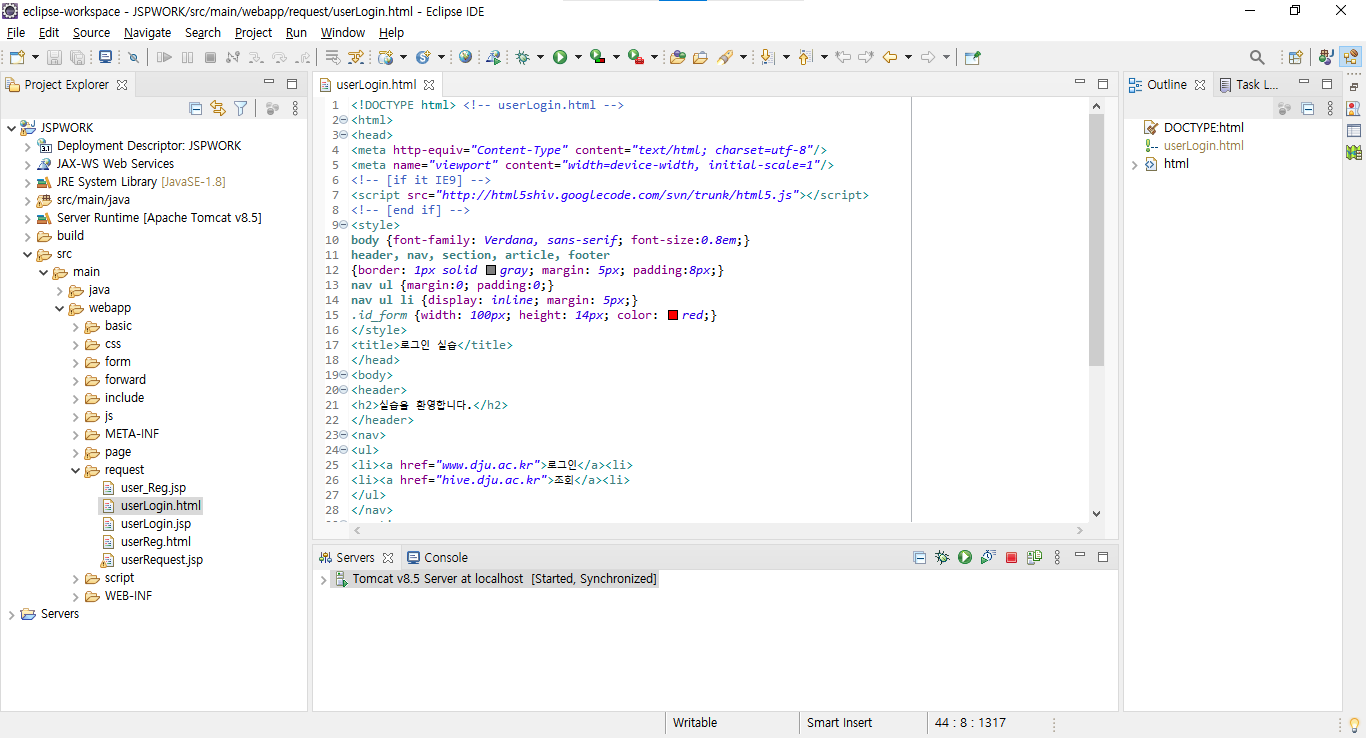 eclipse-workspace - JSPWORK/src/main/webapp/request/userLogin.html - Eclipse IDE
File Edit Source Navigate Search Project Run Window Help
Project Explorer
JSPWORK
Deployment Descriptor: JSPWORK
JAX-WS Web Services
JRE System Library [JavaSE-1.8]
src/main/java
Server Runtime [Apache Tomcat v8.5]
build
src
main
java
webapp
basic
css
form
forward
include
js
META-INF
page
request
user_Reg.jsp
userLogin.html
userLogin.jsp
userReg.html
userRequest.jsp
script
WEB-INF
Servers
userLogin.html
1 <!DOCTYPE html> <!-- userLogin.html -->
2 <html>
3 <head>
4 <meta http-equiv="Content-Type" content="text/html; charset=utf-8"/>
5 <meta name="viewport" content="width=device-width, initial-scale=1"/>
6 <!-- [if it IE9] -->
7 <script src="http://html5shiv.googlecode.com/svn/trunk/html5.js"></script>
8 <!-- [end if] -->
9 <style>
10 body {font-family: Verdana, sans-serif; font-size:0.8em;}
11 header, nav, section, article, footer
12 {border: 1px solid gray; margin: 5px; padding:8px;}
13 nav ul {margin:0; padding:0;}
14 nav ul li {display: inline; margin: 5px;}
15 .id_form {width: 100px; height: 14px; color: red;}
16 </style>
17 <title>로그인 실습</title>
18 </head>
19 <body>
20 <header>
21 <h2>실습을 환영합니다.</h2>
22 </header>
23 <nav>
24 <ul>
25 <li><a href="www.dju.ac.kr">로그인</a><li>
26 <li><a href="hive.dju.ac.kr">조회</a><li>
27 </ul>
28 </nav>
Servers Console
Tomcat v8.5 Server at localhost [Started, Synchronized]
Outline Task L...
DOCTYPE:html
userLogin.html
html
Writable Smart Insert 44 : 8 : 1317